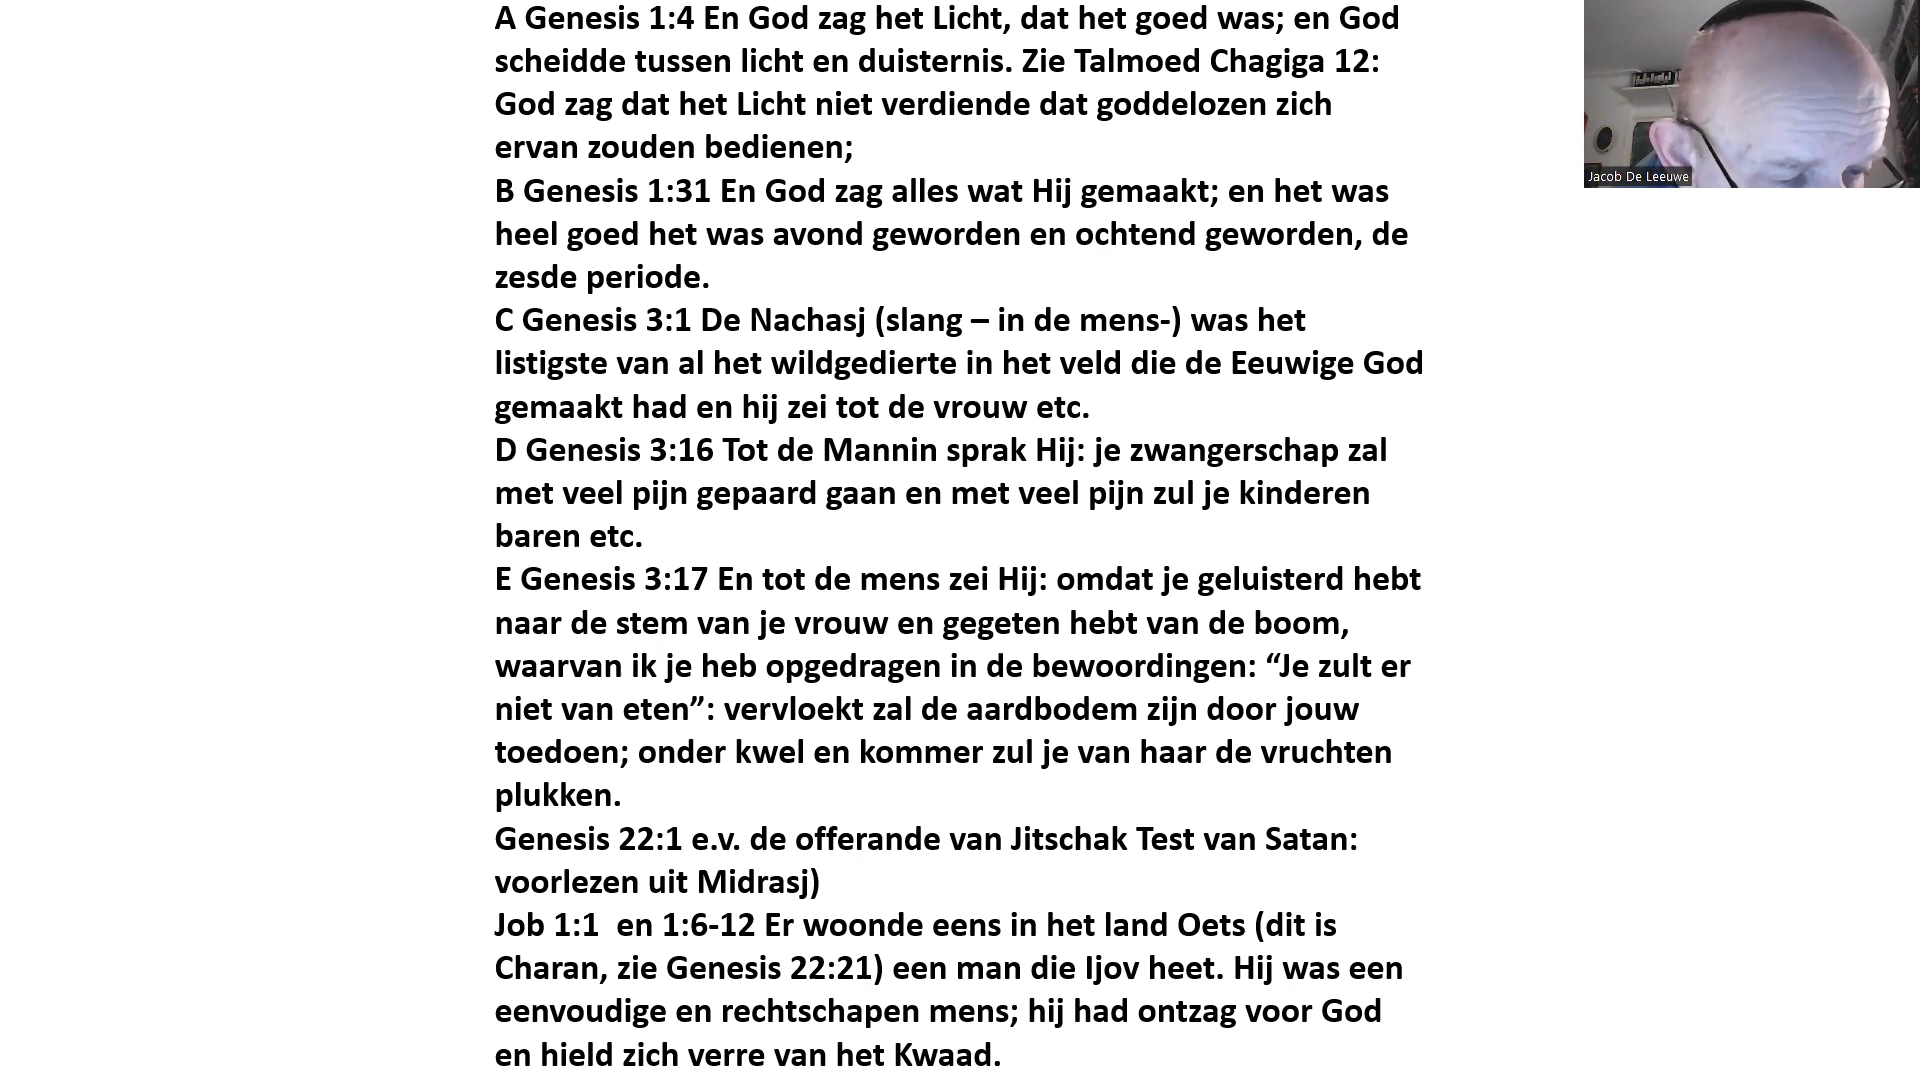 A Genesis 1:4 En God zag het Licht, dat het goed was; en God
scheidde tussen licht en duisternis. Zie Talmoed Chagiga 12:
God zag dat het Licht niet verdiende dat goddelozen zich
ervan zouden bedienen;
B Genesis 1:31 En God zag alles wat Hij gemaakt; en het was
heel goed het was avond geworden en ochtend geworden, de
zesde periode.
C Genesis 3:1 De Nachasj (slang – in de mens-) was het
listigste van al het wildgedierte in het veld die de Eeuwige God
gemaakt had en hij zei tot de vrouw etc.
D Genesis 3:16 Tot de Mannin sprak Hij: je zwangerschap zal
met veel pijn gepaard gaan en met veel pijn zul je kinderen
baren etc.
E Genesis 3:17 En tot de mens zei Hij: omdat je geluisterd hebt
naar de stem van je vrouw en gegeten hebt van de boom,
waarvan ik je heb opgedragen in de bewoordingen: “Je zult er
niet van eten”: vervloekt zal de aardbodem zijn door jouw
toedoen; onder kwel en kommer zul je van haar de vruchten
plukken.
Genesis 22:1 e.v. de offerande van Jitschak Test van Satan:
voorlezen uit Midrasj)
Job 1:1  en 1:6-12 Er woonde eens in het land Oets (dit is
Charan, zie Genesis 22:21) een man die Ijov heet. Hij was een
eenvoudige en rechtschapen mens; hij had ontzag voor God
en hield zich verre van het Kwaad.
Jacob De Leeuwe